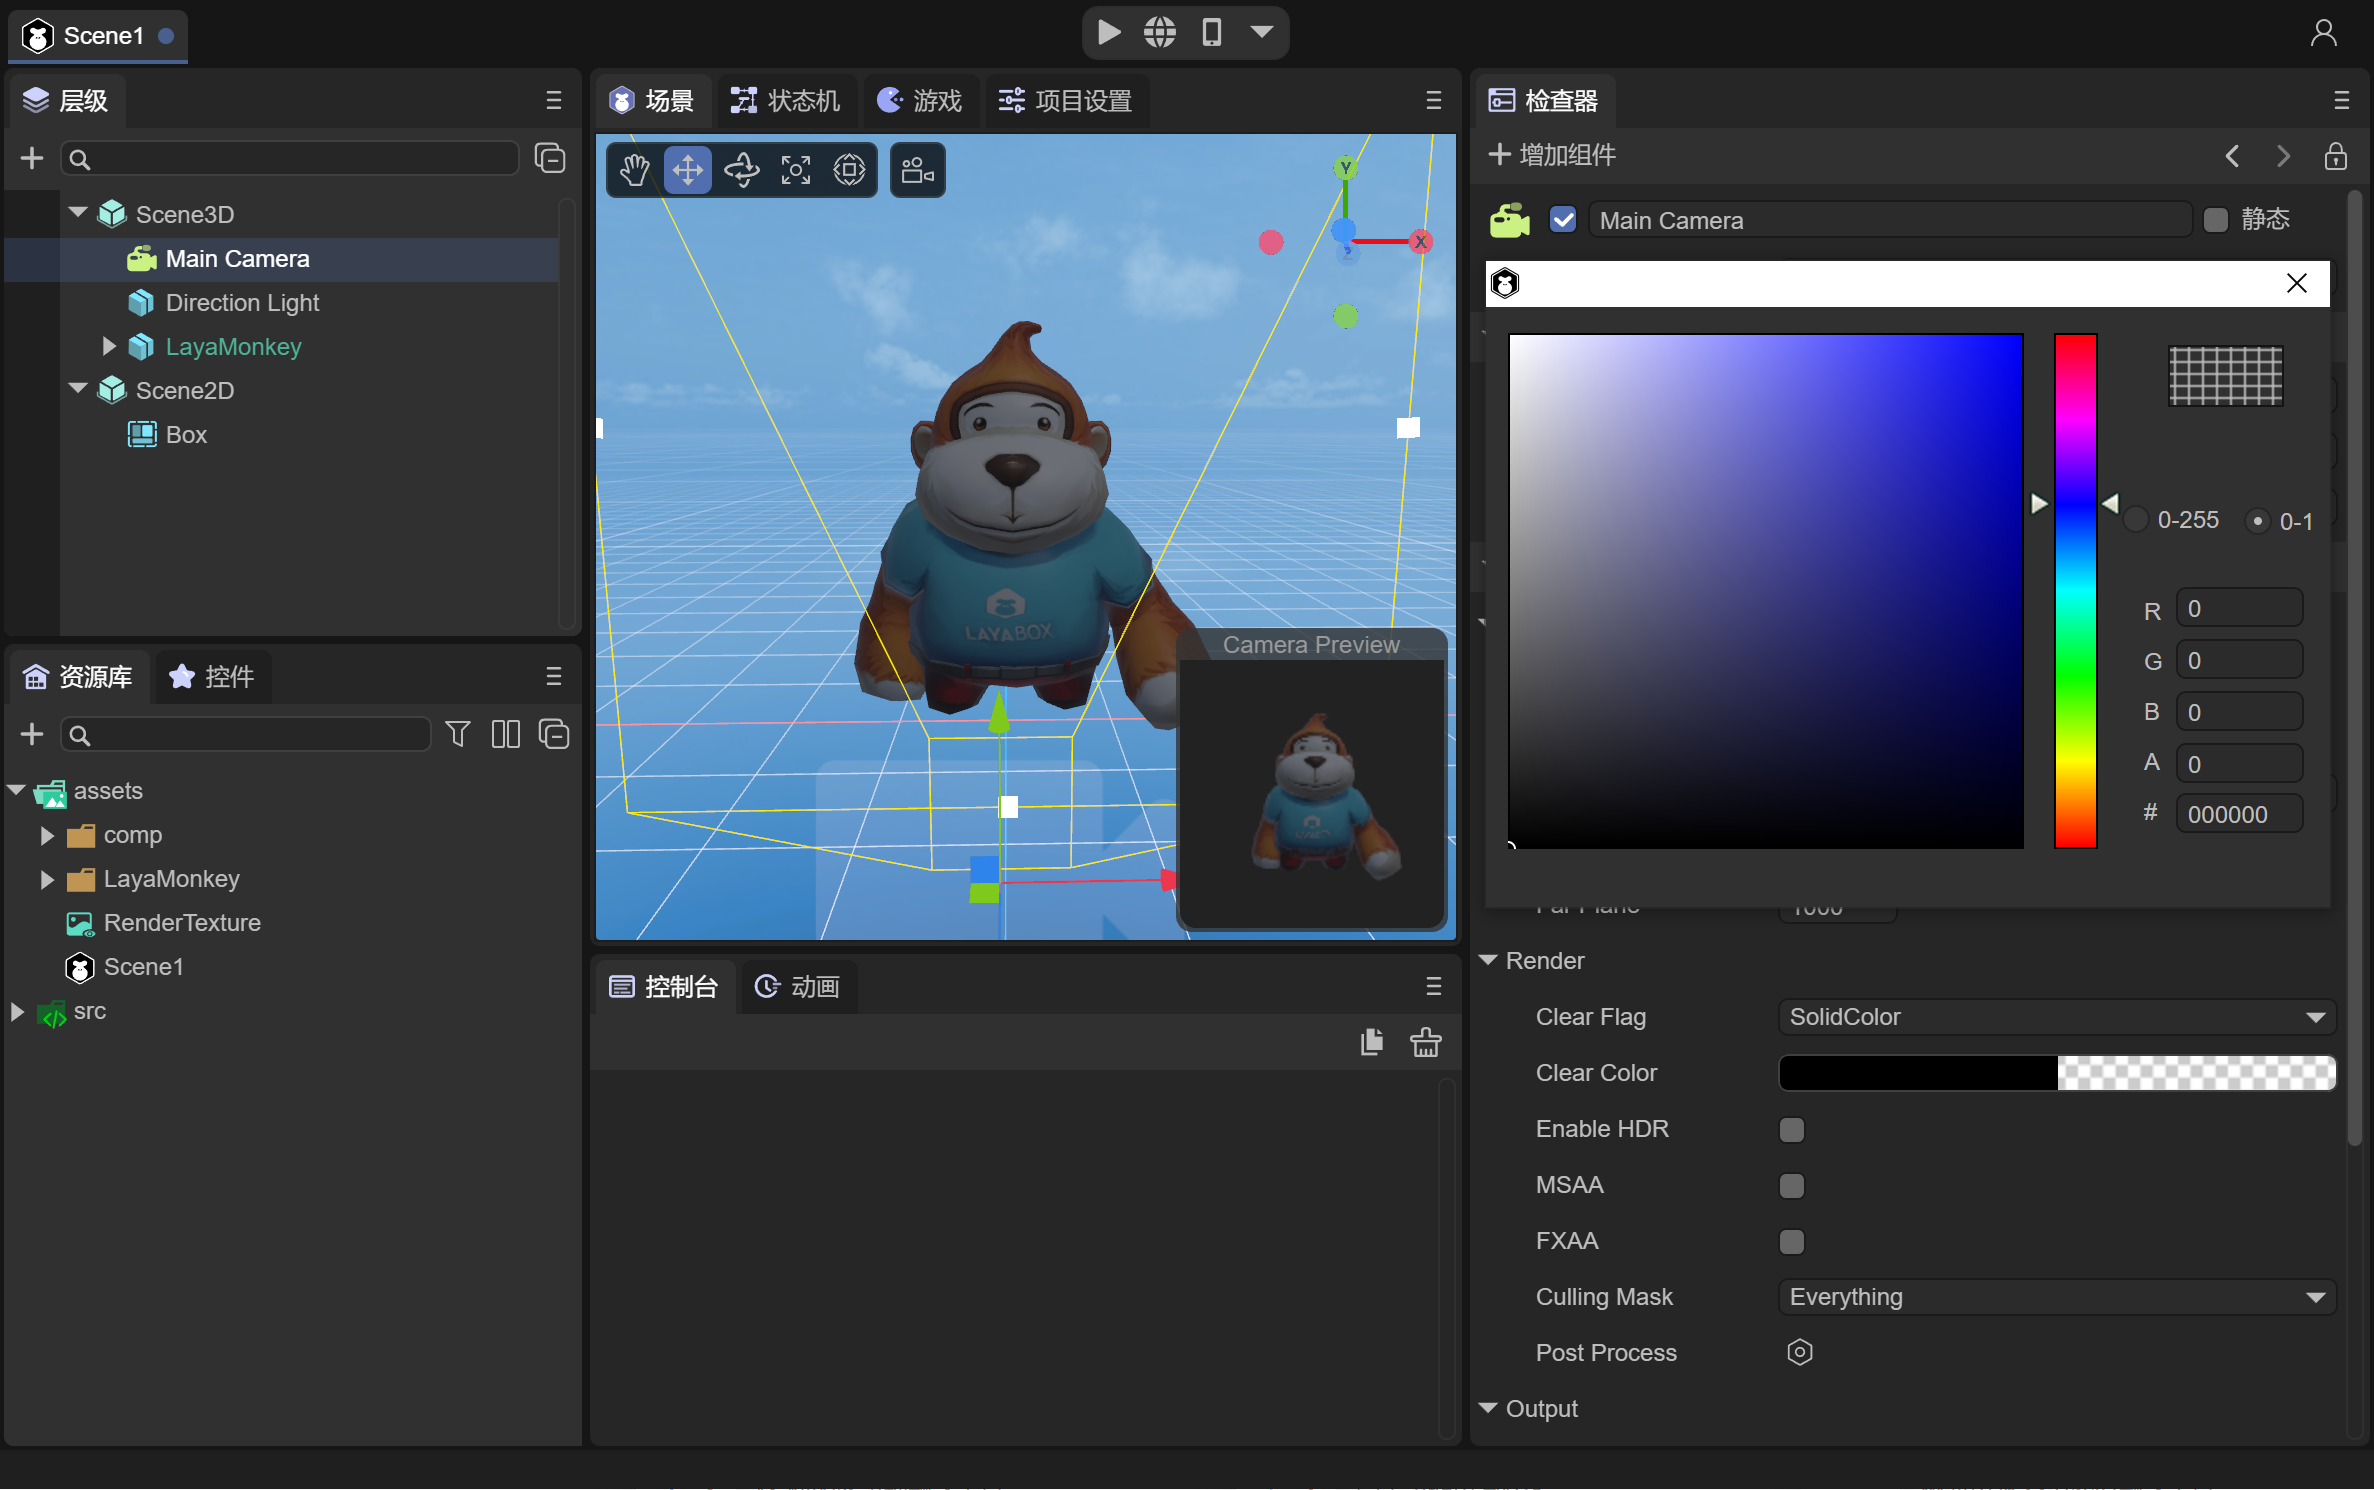 Scene1
层级
场景
状态机
游戏
项目设置
检查器
增加组件
Scene3D
Main Camera
Direction Light
LayaMonkey
Scene2D
Box
Y
X
Z
LAYABOX
Camera Preview
Main Camera
静态
0-255
0-1
R 0
G 0
B 0
A 0
# 000000
Far Plane 1000
Render
Clear Flag SolidColor
Clear Color
Enable HDR
MSAA
FXAA
Culling Mask Everything
Post Process
Output
资源库
控件
assets
comp
LayaMonkey
RenderTexture
Scene1
src
控制台
动画